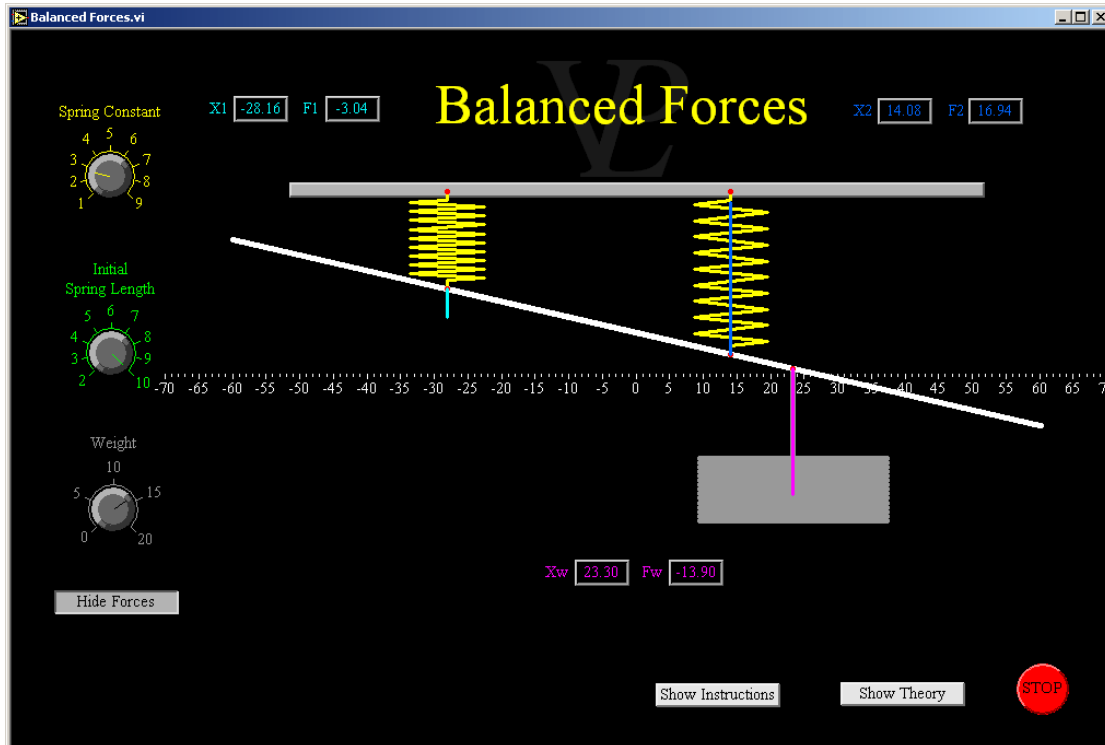 Balanced Forces.vi
X1 -28.16 F1 -3.04
Balanced Forces
X2 14.08 F2 16.94
Spring Constant
1 2 3 4 5 6 7 8 9
Initial
Spring Length
2 3 4 5 6 7 8 9 10
-70 -65 -60 -55 -50 -45 -40 -35 -30 -25 -20 -15 -10 -5 0 5 10 15 20 25 30 35 40 45 50 55 60 65
Weight
0 5 10 15 20
Xw 23.30 Fw -13.90
Hide Forces
Show Instructions
Show Theory
STOP